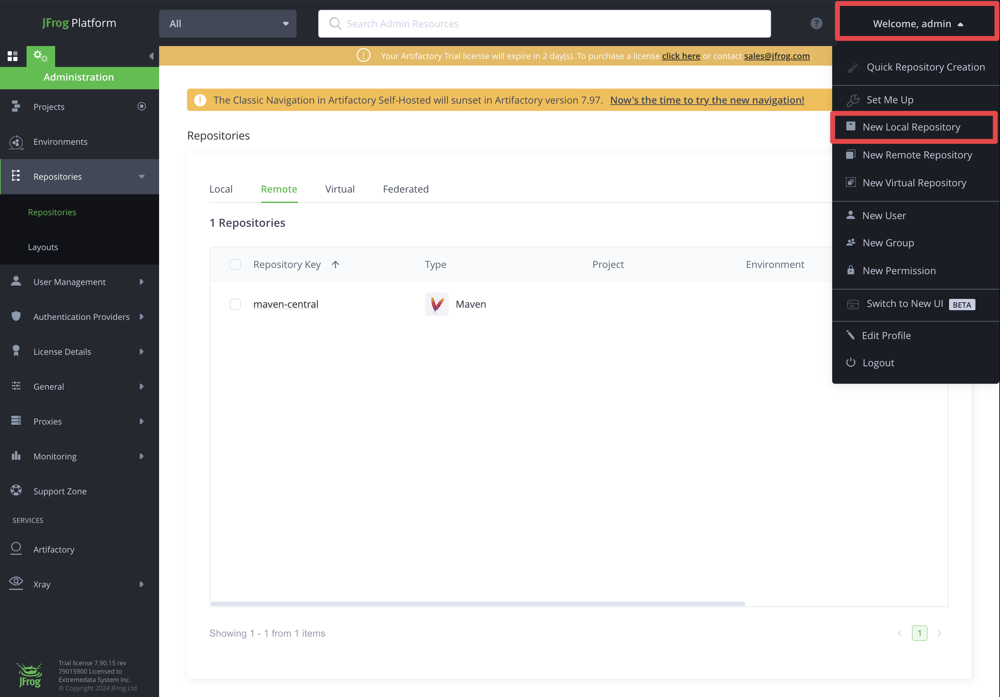 JFrog Platform
All
Search Admin Resources
?
Welcome, admin
Administration
Projects
Environments
Repositories
Repositories
Layouts
User Management
Authentication Providers
License Details
General
Proxies
Monitoring
Support Zone
SERVICES
Artifactory
Xray
JFrog
Trial license 7.90.15 rev
79015900 Licensed to
Extremedata System Inc.
© Copyright 2024 JFrog Ltd
! Your Artifactory Trial license will expire in 2 day(s). To purchase a license click here or contact sales@jfrog.com.
! The Classic Navigation in Artifactory Self-Hosted will sunset in Artifactory version 7.97. Now's the time to try the new navigation!
Repositories
Local Remote Virtual Federated
1 Repositories
Repository Key Type Project Environment
maven-central Maven
Showing 1 - 1 from 1 items
1
Quick Repository Creation
Set Me Up
New Local Repository
New Remote Repository
New Virtual Repository
New User
New Group
New Permission
Switch to New UI BETA
Edit Profile
Logout